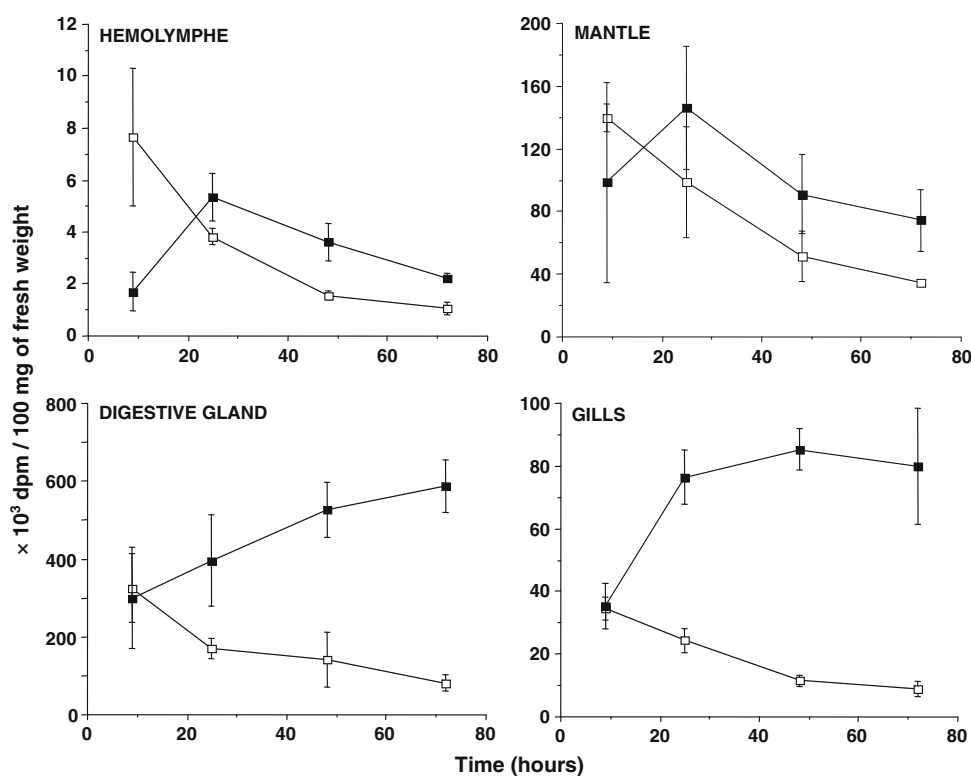 HEMOLYMPHE
12
10
8
6
4
2
0
0 20 40 60 80
MANTLE
200
160
120
80
40
0
0 20 40 60 80
× 10³ dpm / 100 mg of fresh weight
DIGESTIVE GLAND
800
600
400
200
0
0 20 40 60 80
GILLS
100
80
60
40
20
0
0 20 40 60 80
Time (hours)